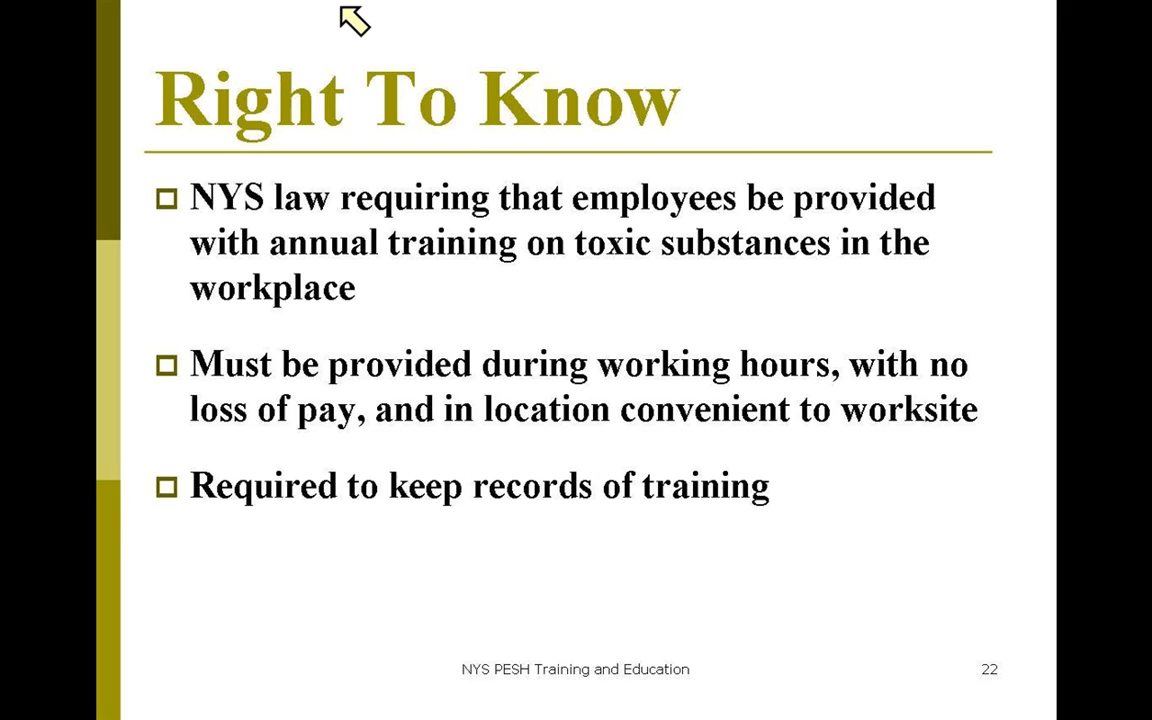 Right To Know
NYS law requiring that employees be provided
with annual training on toxic substances in the
workplace
Must be provided during working hours, with no
loss of pay, and in location convenient to worksite
Required to keep records of training
NYS PESH Training and Education
22